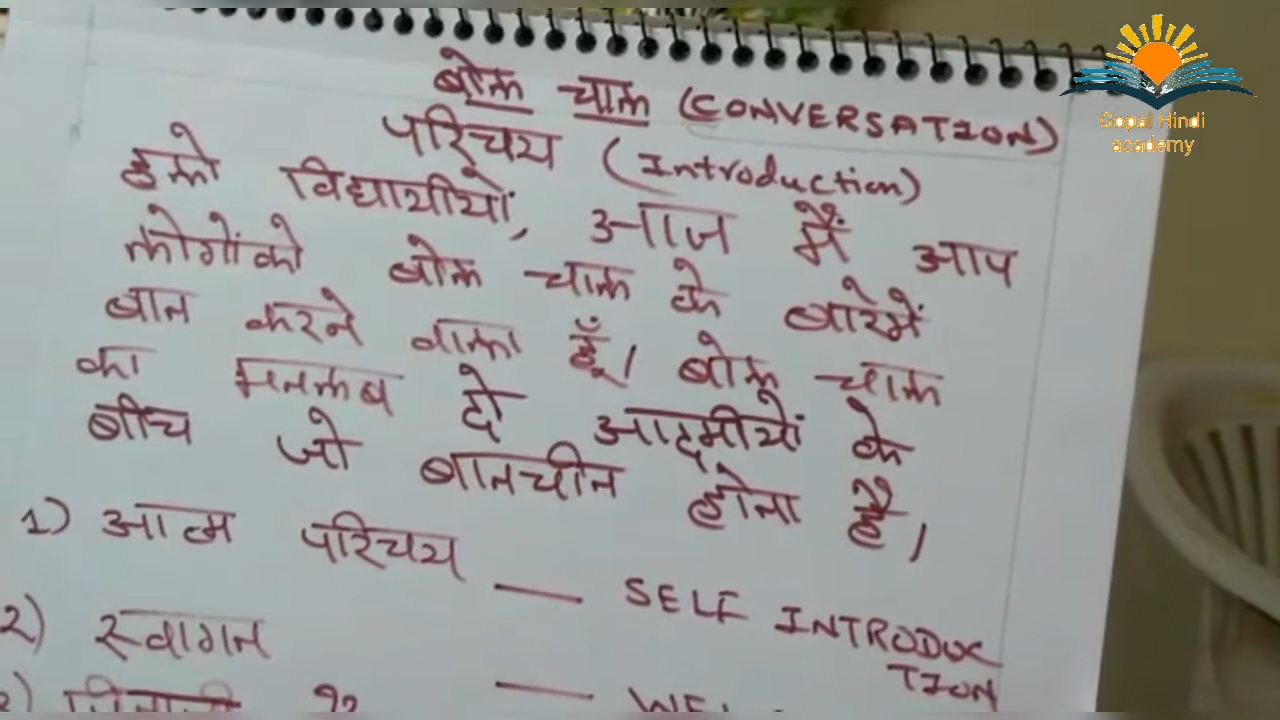 बोल चाल (CONVERSATION)
परिचय (Introduction)
हलो विद्यार्थीयों, आज मैं आप
लोगोंको बोल चाल के बारेमें
बात करने वाला हूँ। बोल चाल
का मतलब दो आदमीयों के
बीच जो बातचीत होता है।
1) आत्म परिचय — SELF INTRODUC
TION
2) स्वागत —
Gopal Hindi
academy